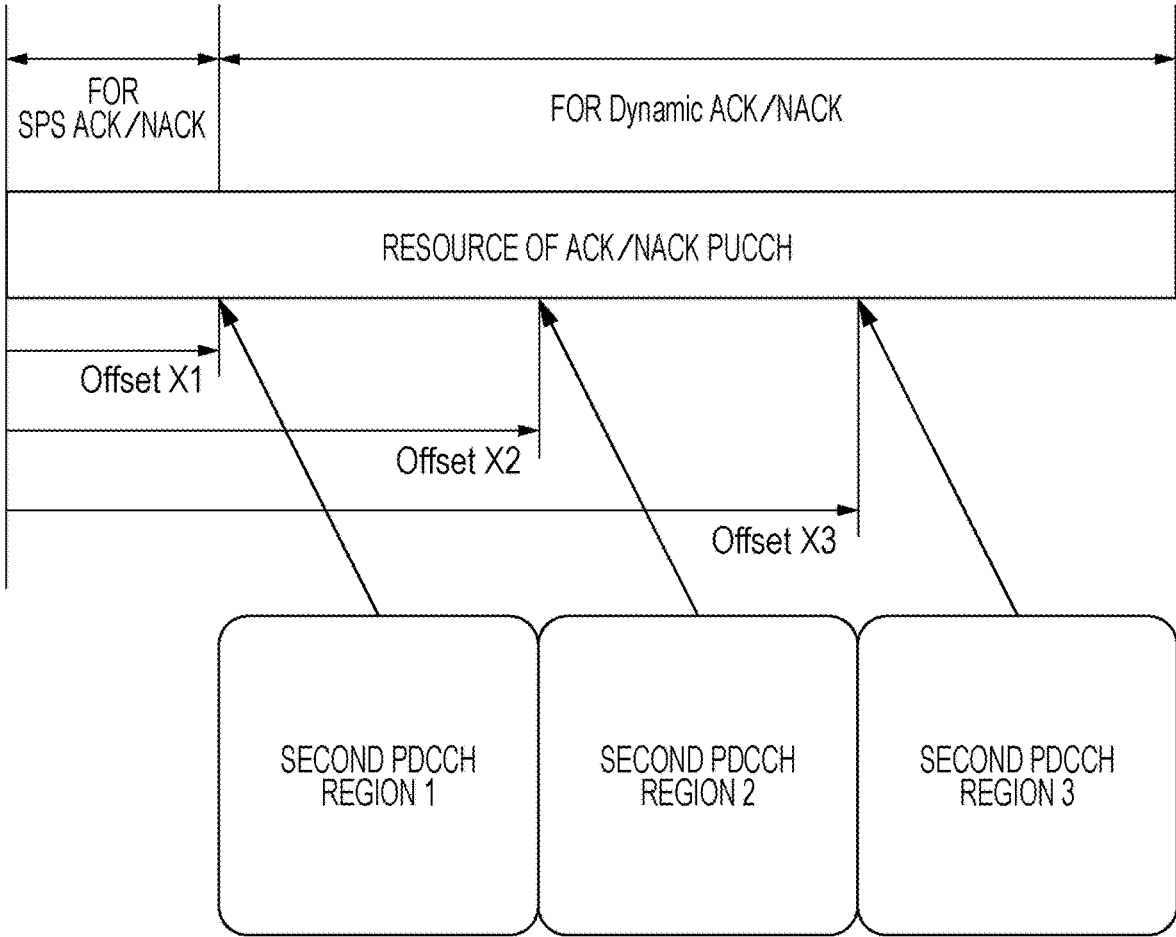 FOR
SPS ACK/NACK
FOR Dynamic ACK/NACK
RESOURCE OF ACK/NACK PUCCH
Offset X1
Offset X2
Offset X3
SECOND PDCCH
REGION 1
SECOND PDCCH
REGION 2
SECOND PDCCH
REGION 3